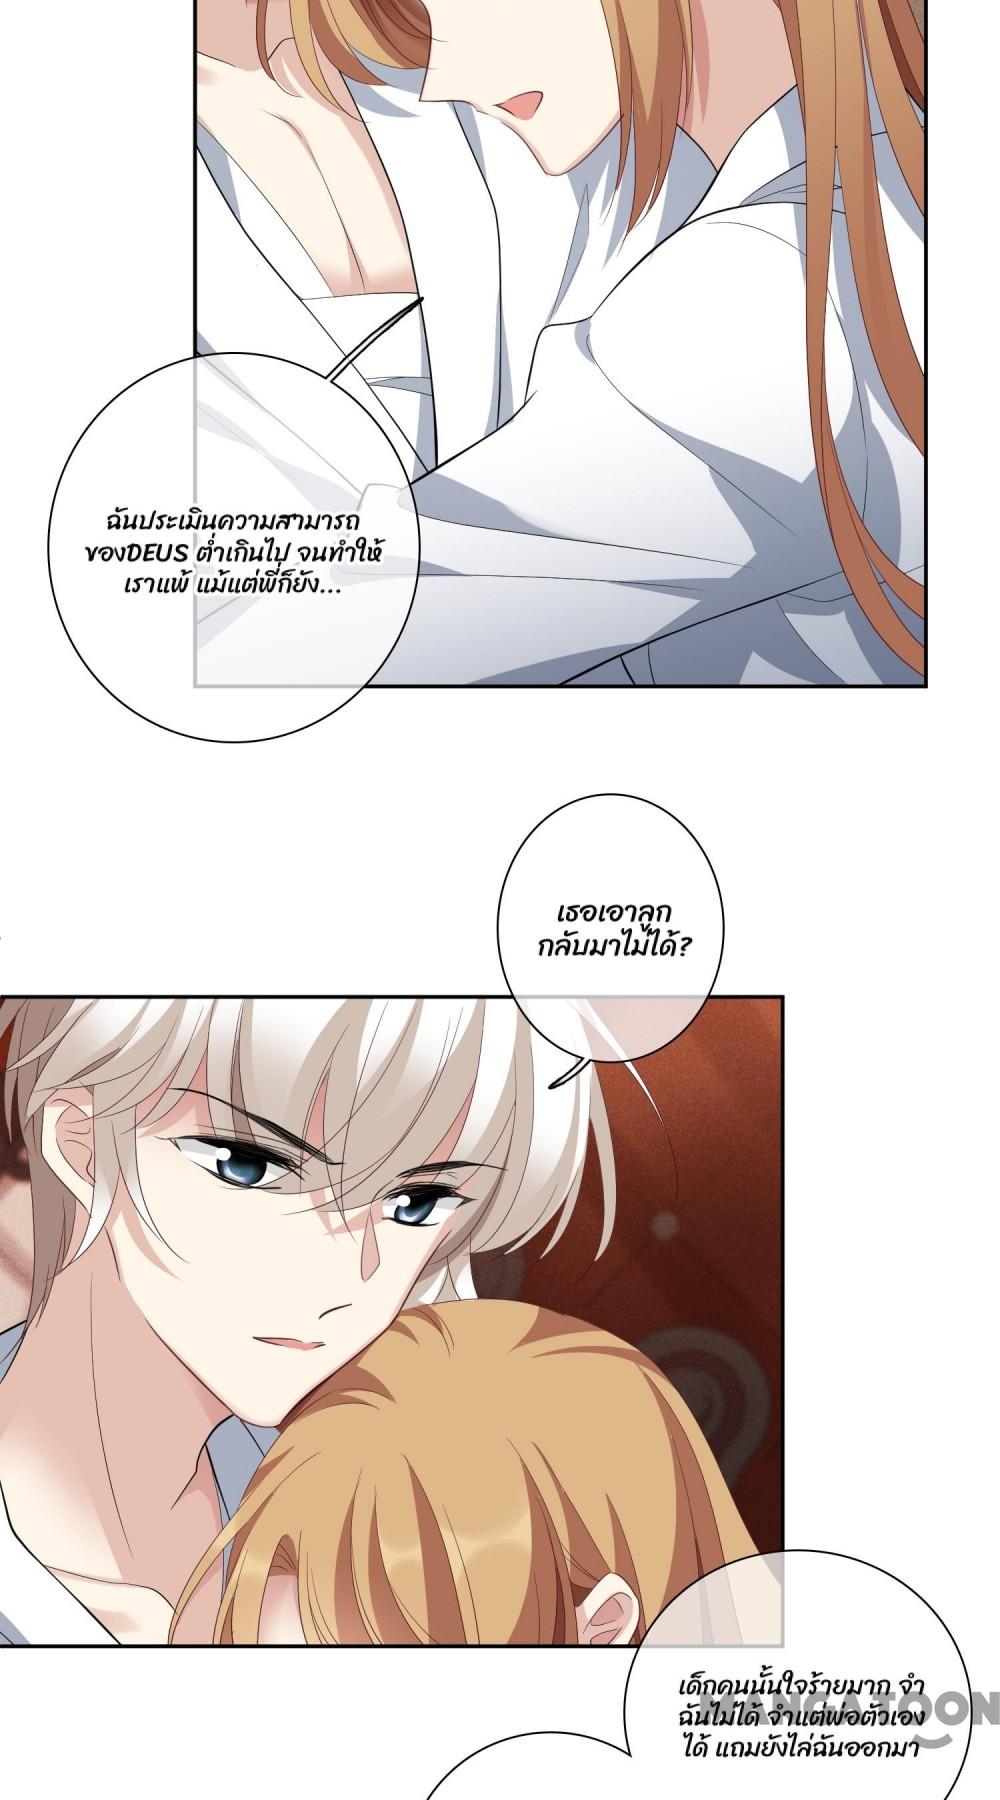 ฉันประเมินความสามารถ
ของDEUS ต่ำเกินไป จนทำให้
เราแพ้ แม้แต่พี่ก็ยัง...
เธอเอาลูก
กลับมาไม่ได้?
เด็กคนนั้นใจร้ายมาก จำ
ฉันไม่ได้ จำแต่พ่อตัวเอง
ได้ แถมยังไล่ฉันออกมา
MANGATOON